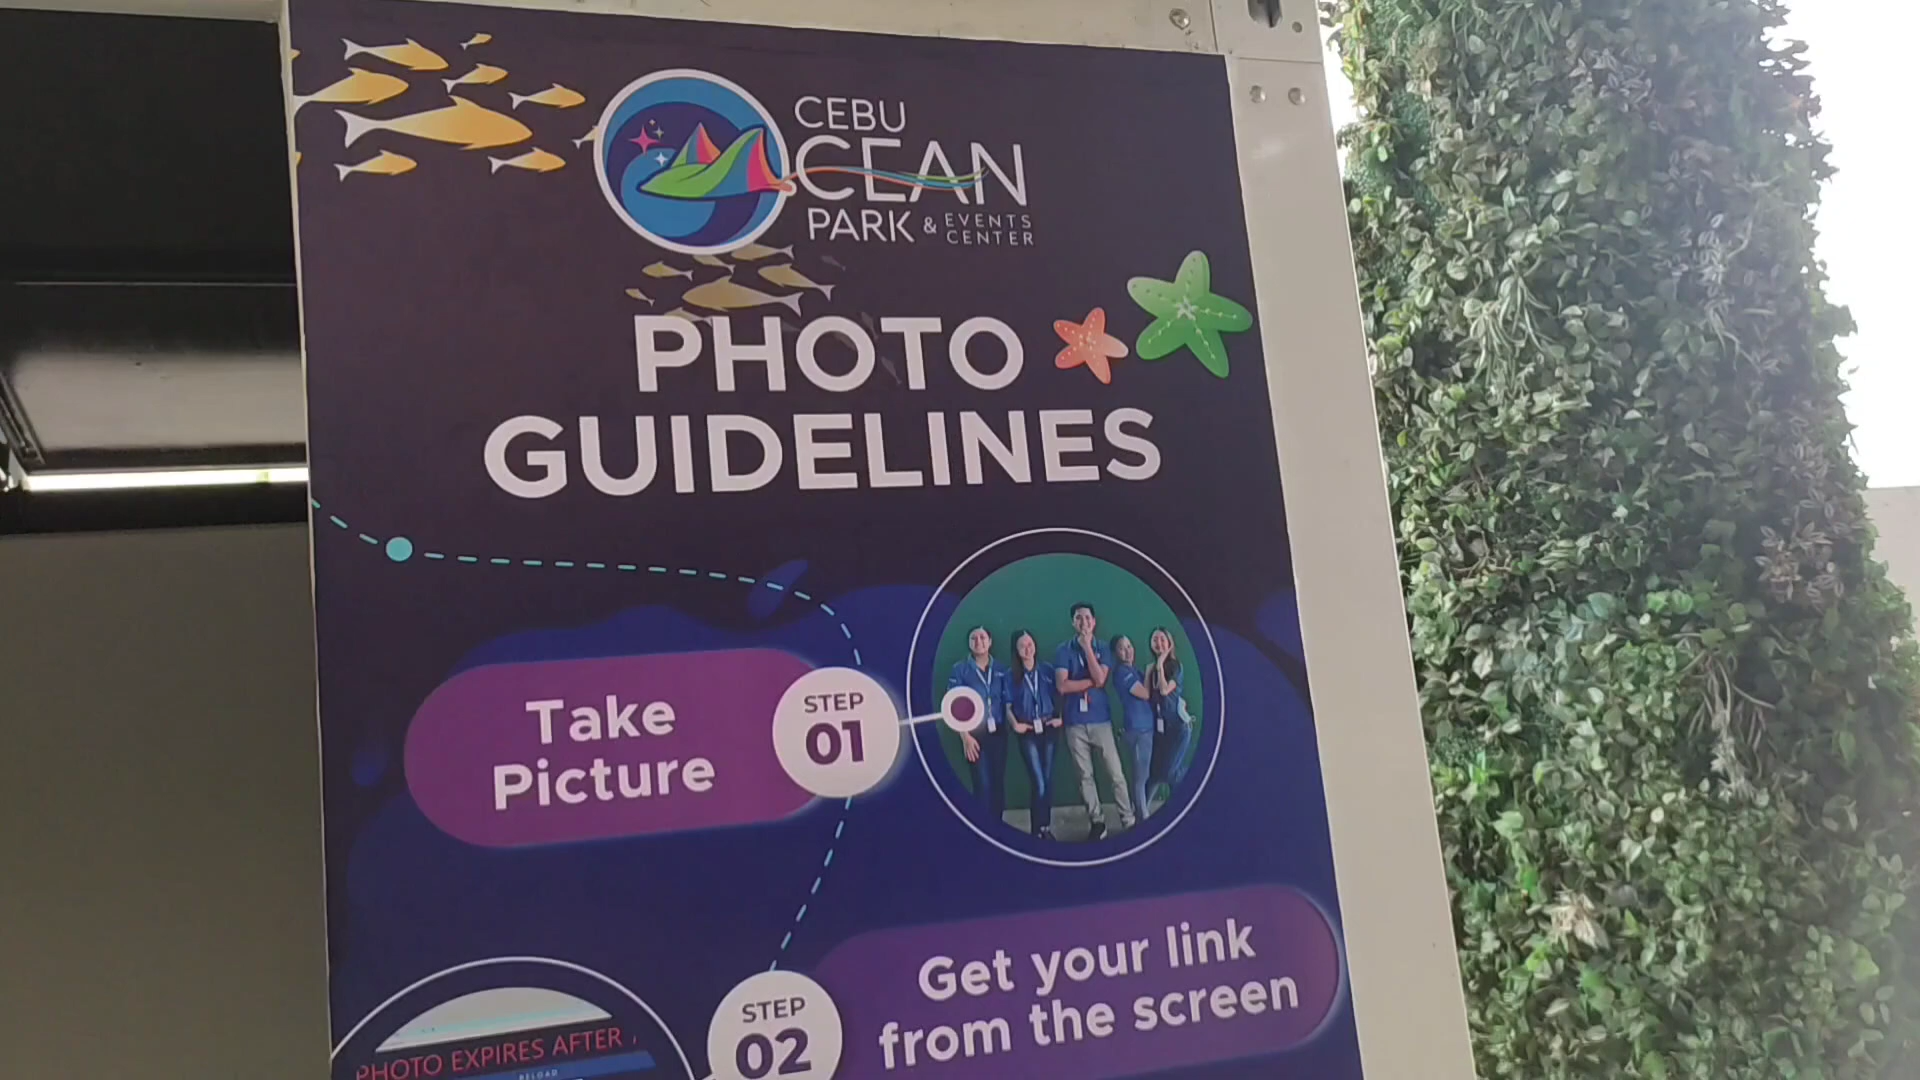 CEBU
OCEAN
PARK & EVENTS CENTER
PHOTO
GUIDELINES
Take
Picture
STEP
01
Get your link
from the screen
STEP
02
PHOTO EXPIRES AFTER
RELOAD